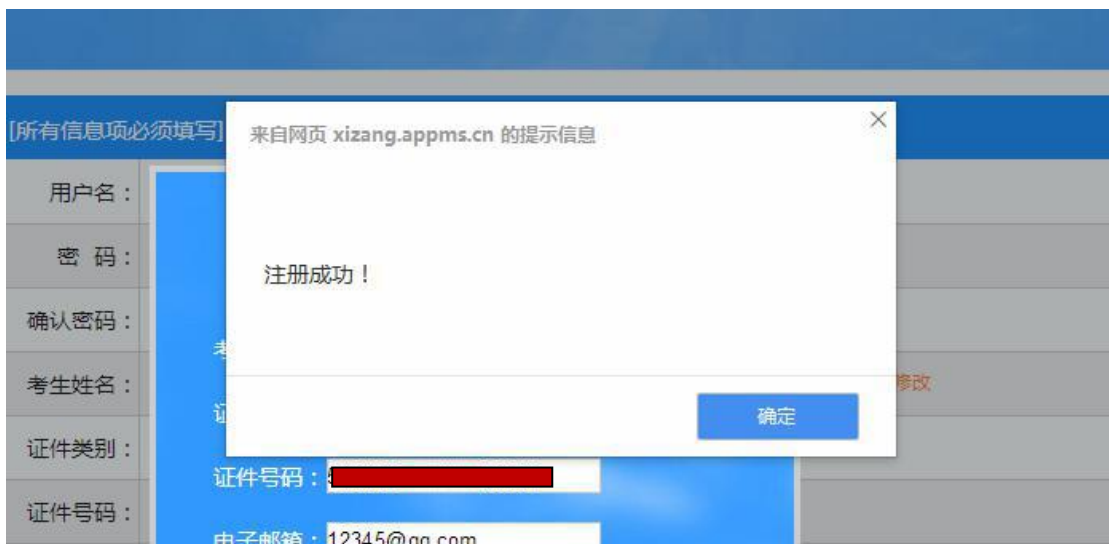 [所有信息项必须填写]
来自网页 xizang.appms.cn 的提示信息
用户名：
密 码：
注册成功！
确认密码：
考生姓名：
修改
确定
证件类别：
证件号码：
证件号码：
电子邮箱：12345@qq.com